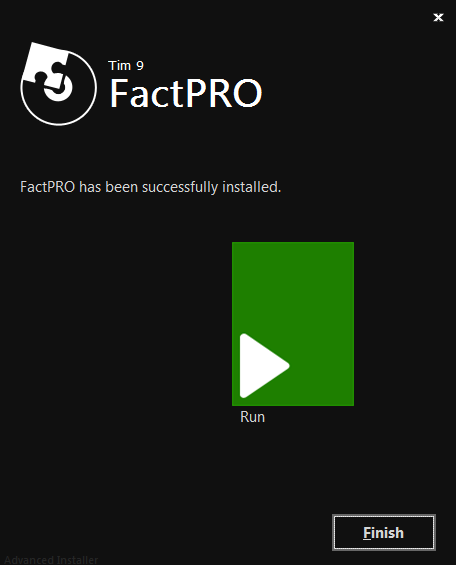 Tim 9
FactPRO
FactPRO has been successfully installed.
Run
Finish
Advanced Installer